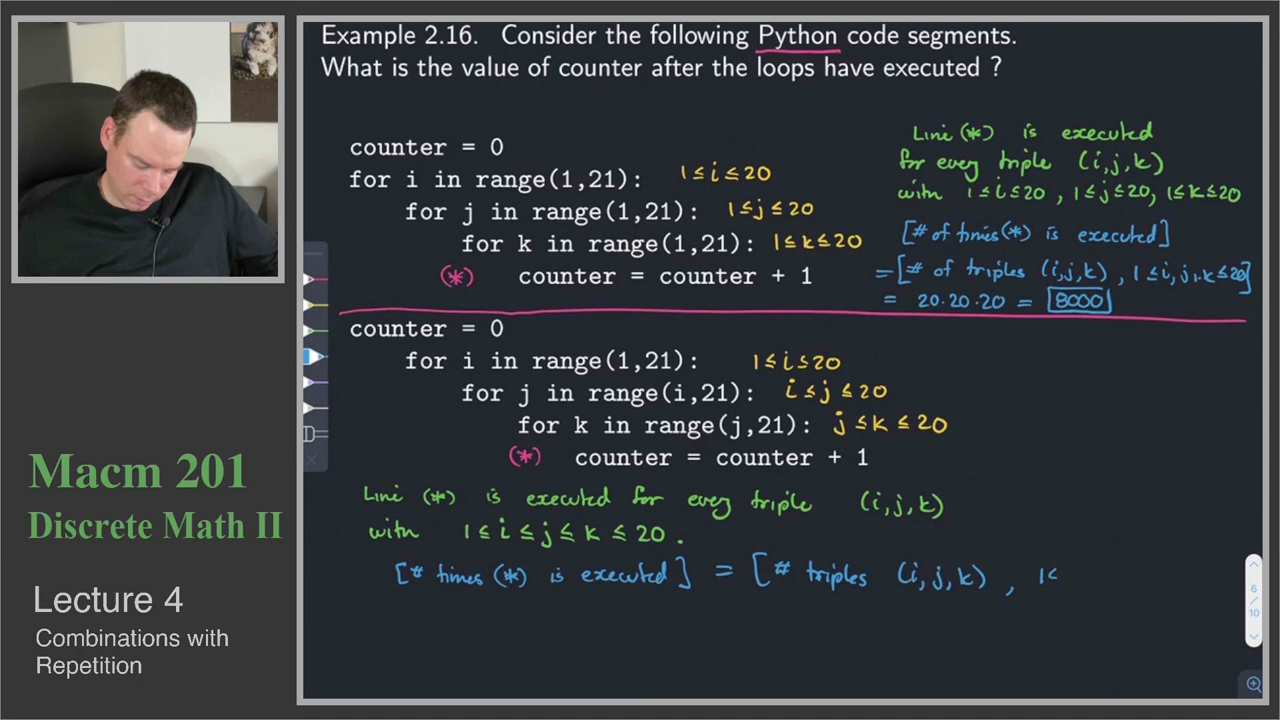 Example 2.16. Consider the following Python code segments.
What is the value of counter after the loops have executed ?
counter = 0
for i in range(1,21): 1 ≤ i ≤ 20
for j in range(1,21): 1 ≤ j ≤ 20
for k in range(1,21): 1 ≤ k ≤ 20
(*) counter = counter + 1
Line (*) is executed
for every triple (i,j,k)
with 1 ≤ i ≤ 20 , 1 ≤ j ≤ 20, 1 ≤ k ≤ 20
[# of times (*) is executed]
= [# of triples (i,j,k) , 1 ≤ i, j, k ≤ 20]
= 20·20·20 = 8000
counter = 0
for i in range(1,21): 1 ≤ i ≤ 20
for j in range(i,21): i ≤ j ≤ 20
for k in range(j,21): j ≤ k ≤ 20
(*) counter = counter + 1
Line (*) is executed for every triple (i,j,k)
with 1 ≤ i ≤ j ≤ k ≤ 20 .
[# times (*) is executed] = [# triples (i,j,k) , 1<
Macm 201
Discrete Math II
Lecture 4
Combinations with
Repetition
6
/
10